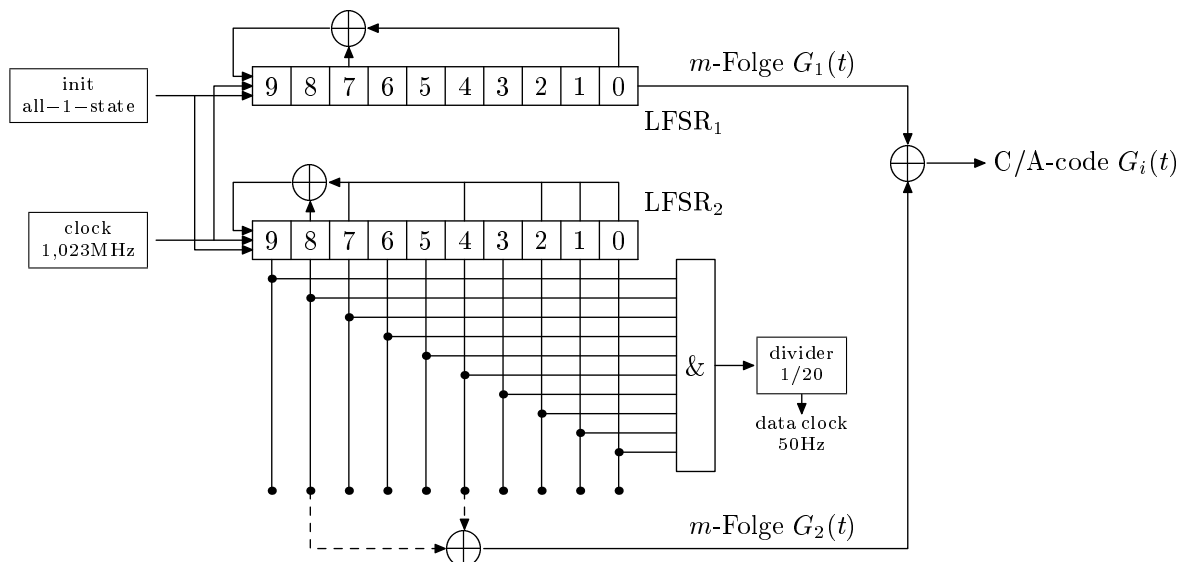 m-Folge G₁(t)
init
all−1−state
9 8 7 6 5 4 3 2 1 0
LFSR₁
C/A-code Gᵢ(t)
LFSR₂
clock
1,023MHz
9 8 7 6 5 4 3 2 1 0
&
divider
1/20
data clock
50Hz
m-Folge G₂(t)